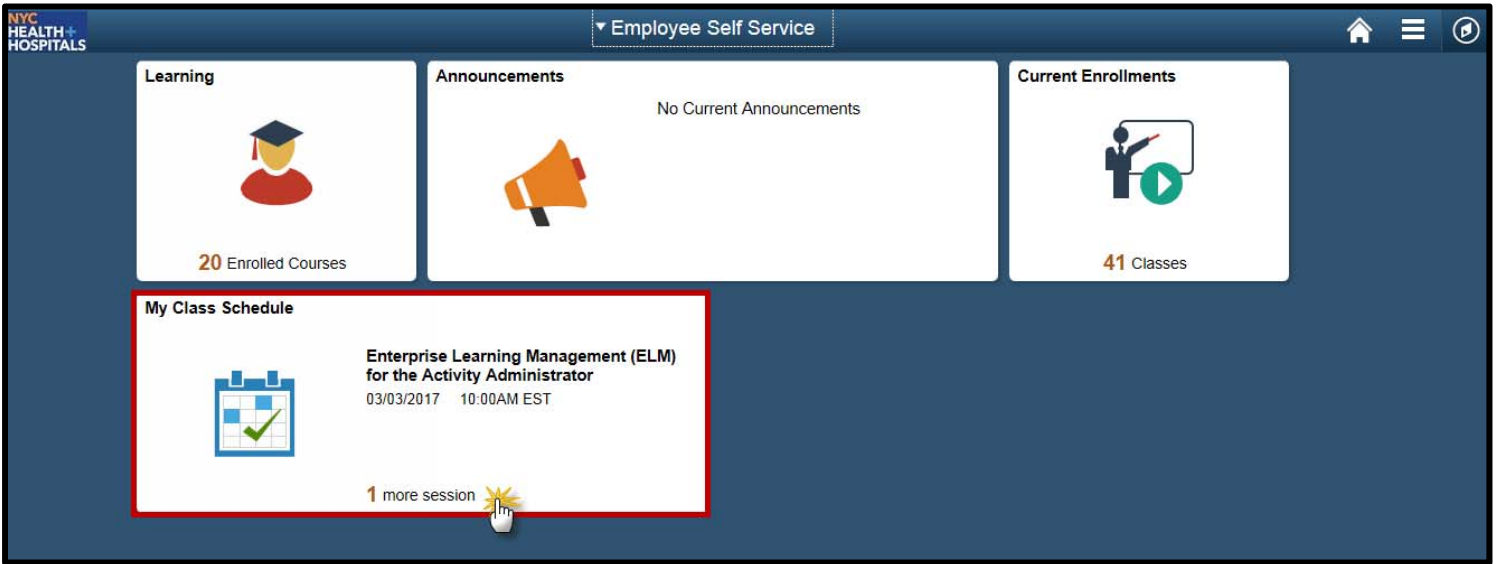 NYC
HEALTH+
HOSPITALS
Employee Self Service
Learning
20 Enrolled Courses
Announcements
No Current Announcements
Current Enrollments
41 Classes
My Class Schedule
Enterprise Learning Management (ELM)
for the Activity Administrator
03/03/2017 10:00AM EST
1 more session